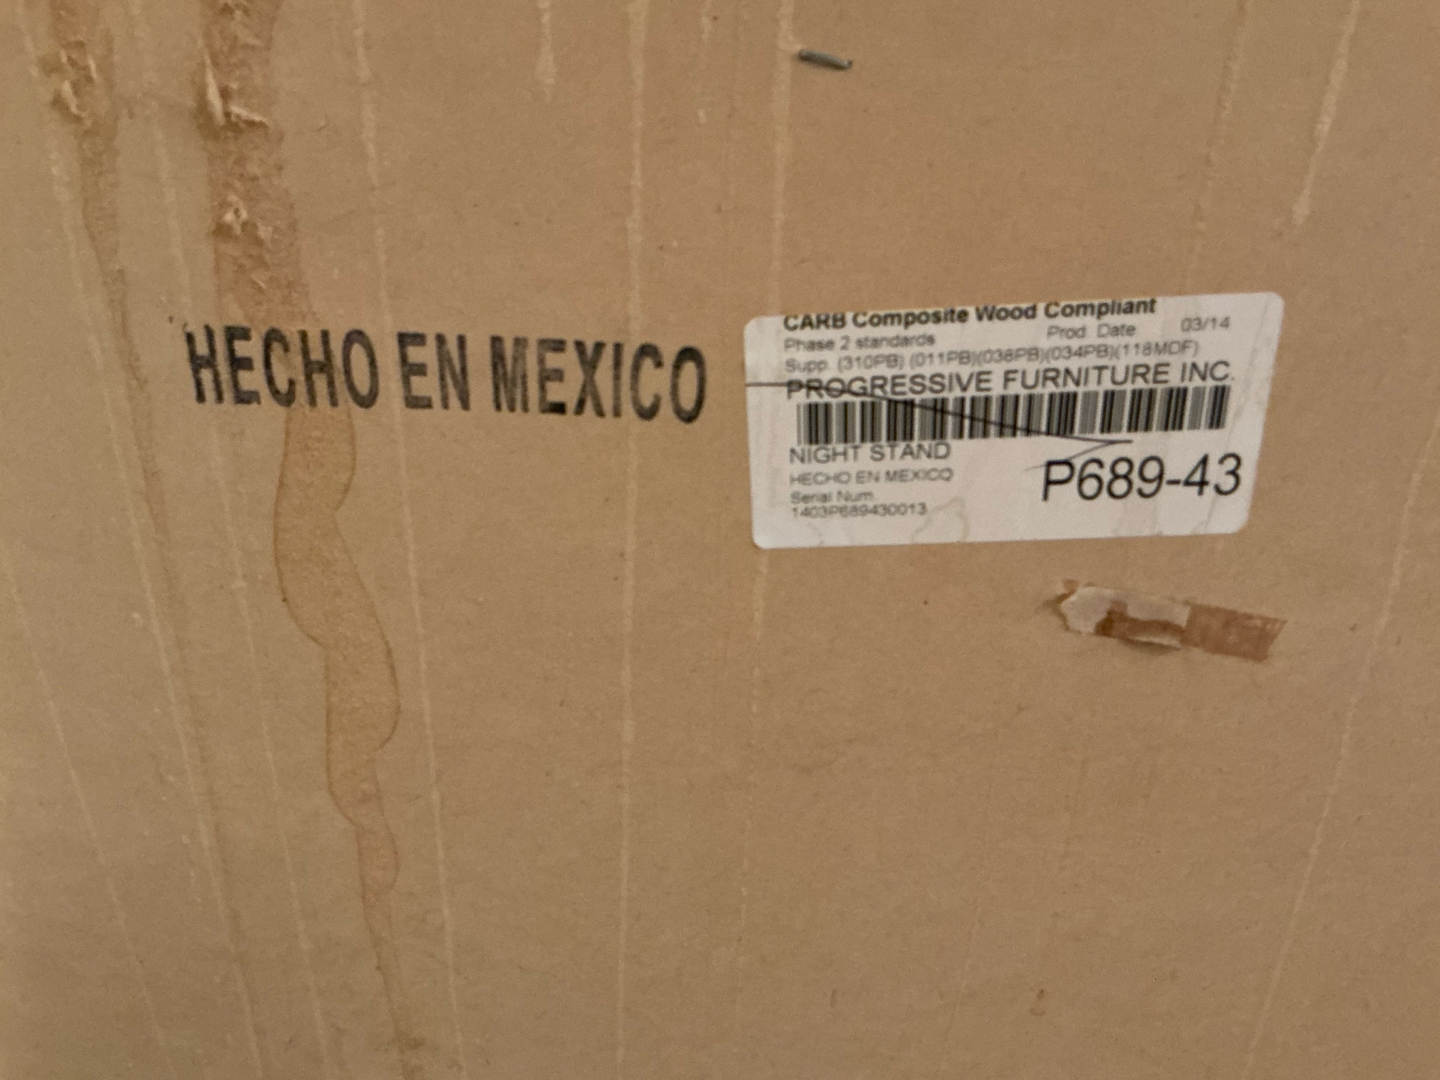 HECHO EN MEXICO
CARB Composite Wood Compliant
Phase 2 standards Prod. Date 03/14
Supp. (310PB) (011PB)(038PB)(034PB)(118MDF)
PROGRESSIVE FURNITURE INC.
NIGHT STAND
HECHO EN MEXICO
P689-43
Serial Num.
1403P689430013